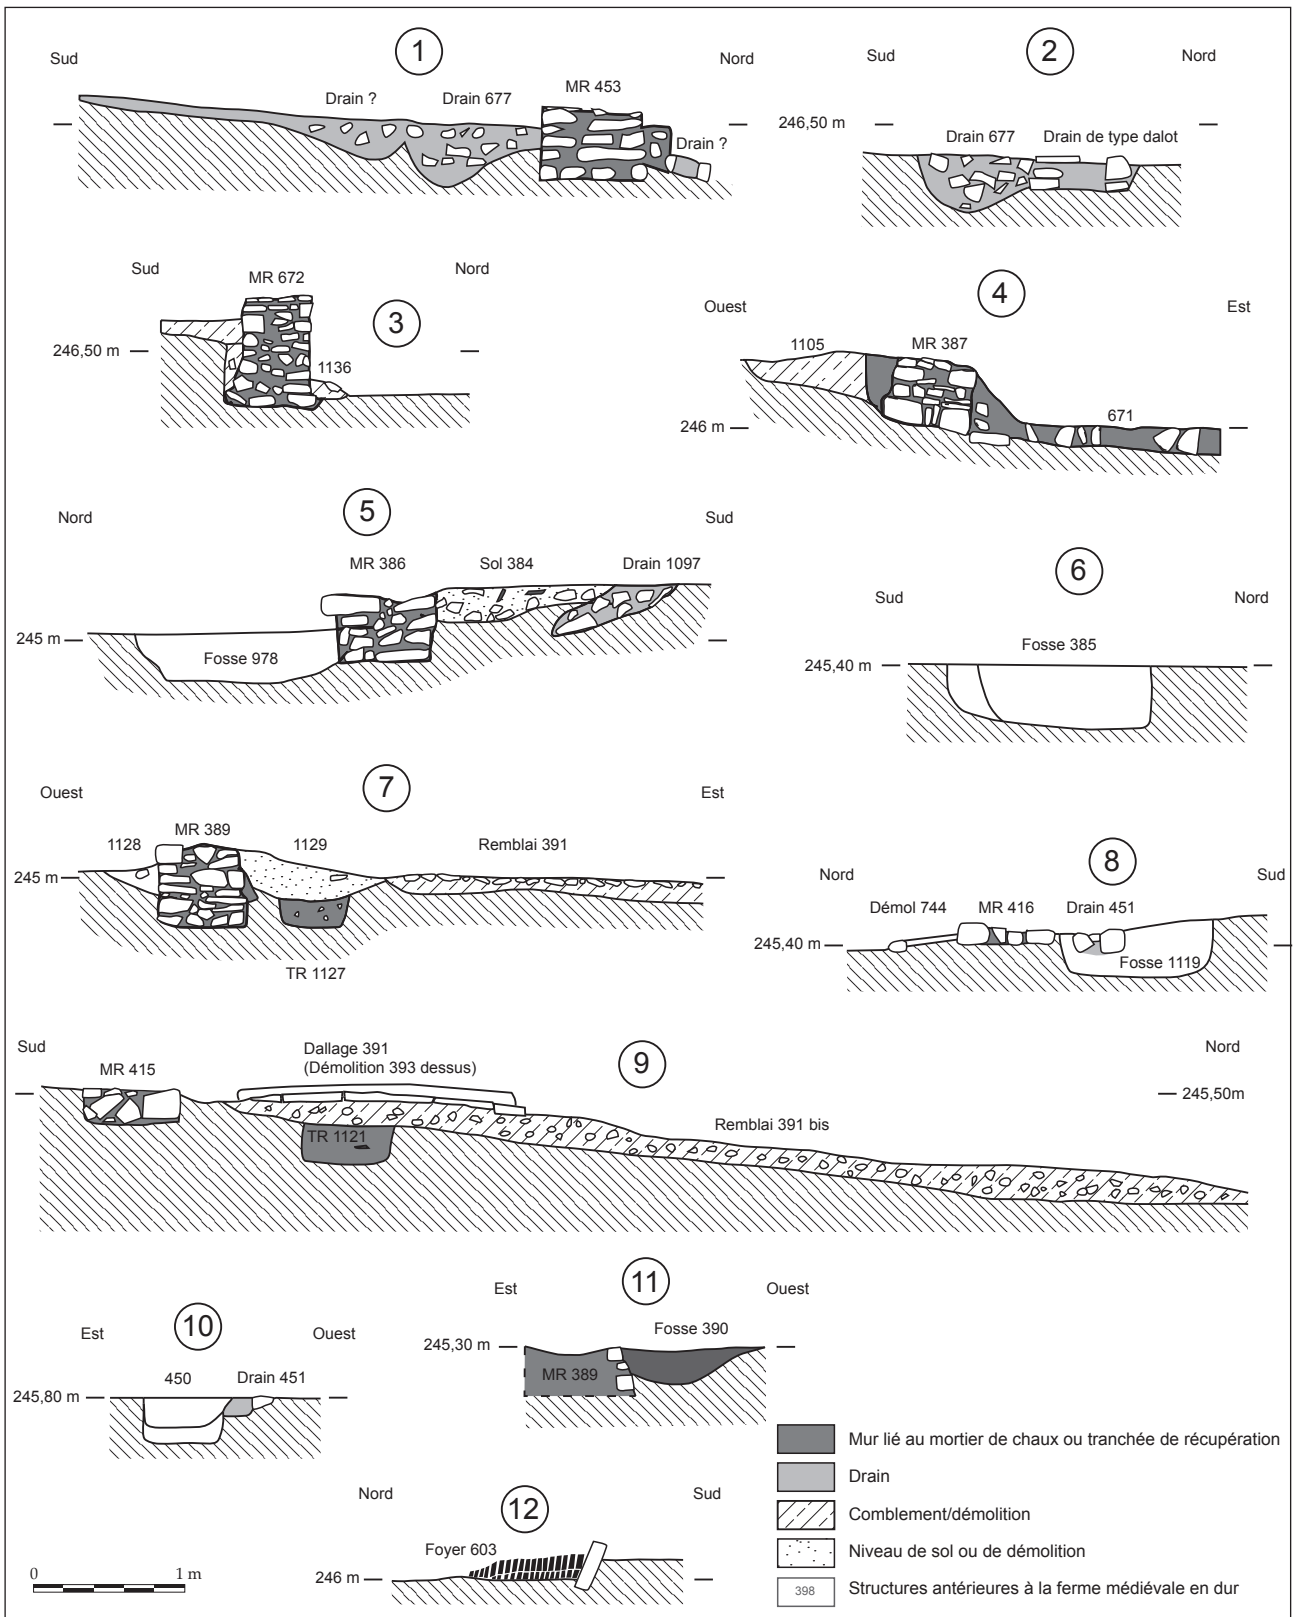 1
Sud
Nord
Drain ?
Drain 677
MR 453
Drain ?
2
Sud
Nord
246,50 m
Drain 677
Drain de type dalot
3
Sud
Nord
MR 672
246,50 m
1136
4
Ouest
Est
1105
MR 387
246 m
671
5
Nord
Sud
MR 386
Sol 384
Drain 1097
245 m
Fosse 978
6
Sud
Nord
Fosse 385
245,40 m
7
Ouest
Est
1128
MR 389
1129
Remblai 391
245 m
TR 1127
8
Nord
Sud
Démol 744
MR 416
Drain 451
245,40 m
Fosse 1119
9
Sud
Nord
MR 415
Dallage 391
(Démolition 393 dessus)
245,50m
TR 1121
Remblai 391 bis
10
Est
Ouest
450
Drain 451
245,80 m
11
Est
Ouest
Fosse 390
245,30 m
MR 389
12
Nord
Sud
Foyer 603
246 m
0
1 m
Mur lié au mortier de chaux ou tranchée de récupération
Drain
Comblement/démolition
Niveau de sol ou de démolition
398
Structures antérieures à la ferme médiévale en dur